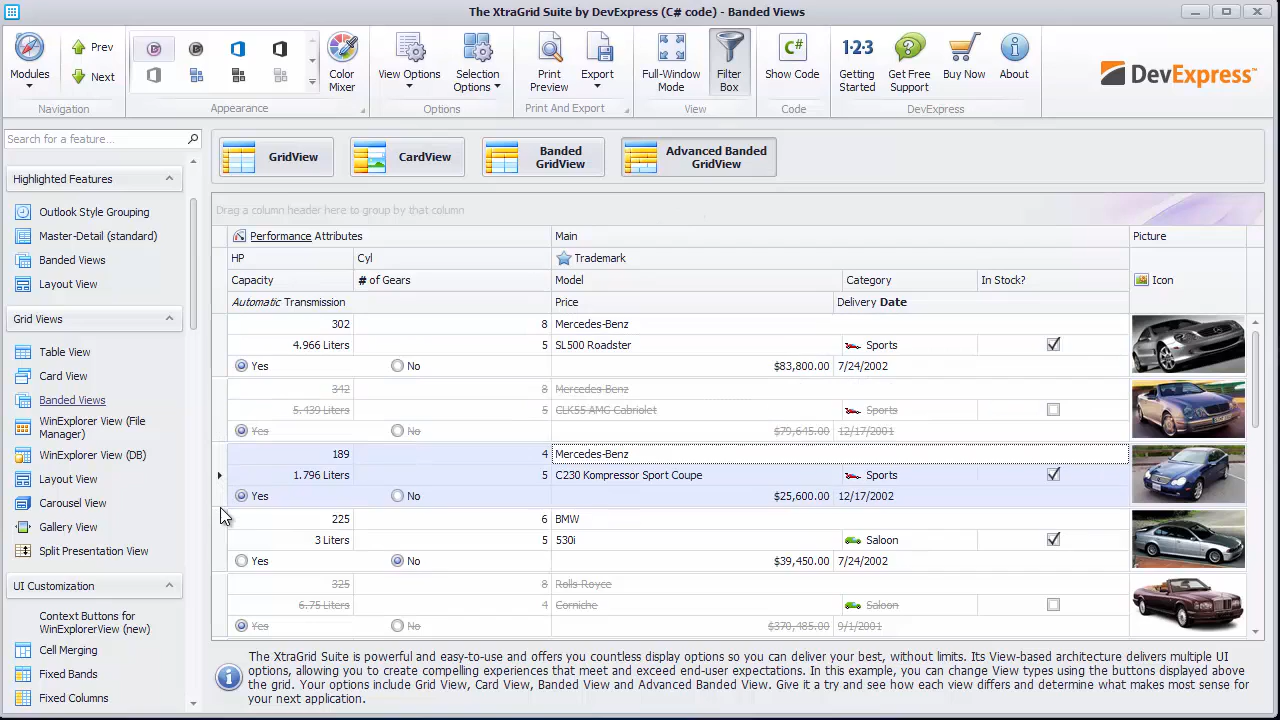 The XtraGrid Suite by DevExpress (C# code) - Banded Views
Modules
Prev
Next
Navigation
Color
Mixer
Appearance
View Options
Selection
Option
Options
Print
Preview
Export
Print And Export
Full-Window
Mode
Filter
Box
View
C#
Show Code
Code
1·2·3
Getting
Started
Get Free
Support
Buy Now
About
DevExpress
DevExpress™
Search for a feature...
Highlighted Features
Outlook Style Grouping
Master-Detail (standard)
Banded Views
Layout View
Grid Views
Table View
Card View
Banded Views
WinExplorer View (File
Manager)
WinExplorer View (DB)
Layout View
Carousel View
Gallery View
Split Presentation View
UI Customization
Context Buttons for
WinExplorerView (new)
Cell Merging
Fixed Bands
Fixed Columns
GridView
CardView
Banded
GridView
Advanced Banded
GridView
Drag a column header here to group by that column
Performance Attributes Main Picture
HP Cyl Trademark
Capacity # of Gears Model Category In Stock? Icon
Automatic Transmission Price Delivery Date
302 8 Mercedes-Benz
4.966 Liters 5 SL500 Roadster Sports
Yes No $83,800.00 7/24/2002
342 8 Mercedes-Benz
5.439 Liters 5 CLK55 AMG Cabriolet Sports
Yes No $79,645.00 12/17/2001
189 4 Mercedes-Benz
1.796 Liters 5 C230 Kompressor Sport Coupe Sports
Yes No $25,600.00 12/17/2002
225 6 BMW
3 Liters 5 530i Saloon
Yes No $39,450.00 7/24/2002
325 8 Rolls-Royce
6.75 Liters 4 Corniche Saloon
Yes No $370,485.00 9/1/2001
The XtraGrid Suite is powerful and easy-to-use and offers you countless display options so you can deliver your best, without limits. Its View-based architecture delivers multiple UI
options, allowing you to create compelling experiences that meet and exceed end-user expectations. In this example, you can change View types using the buttons displayed above
the grid. Your options include Grid View, Card View, Banded View and Advanced Banded View. Give it a try and see how each view differs and determine what makes most sense for
your next application.